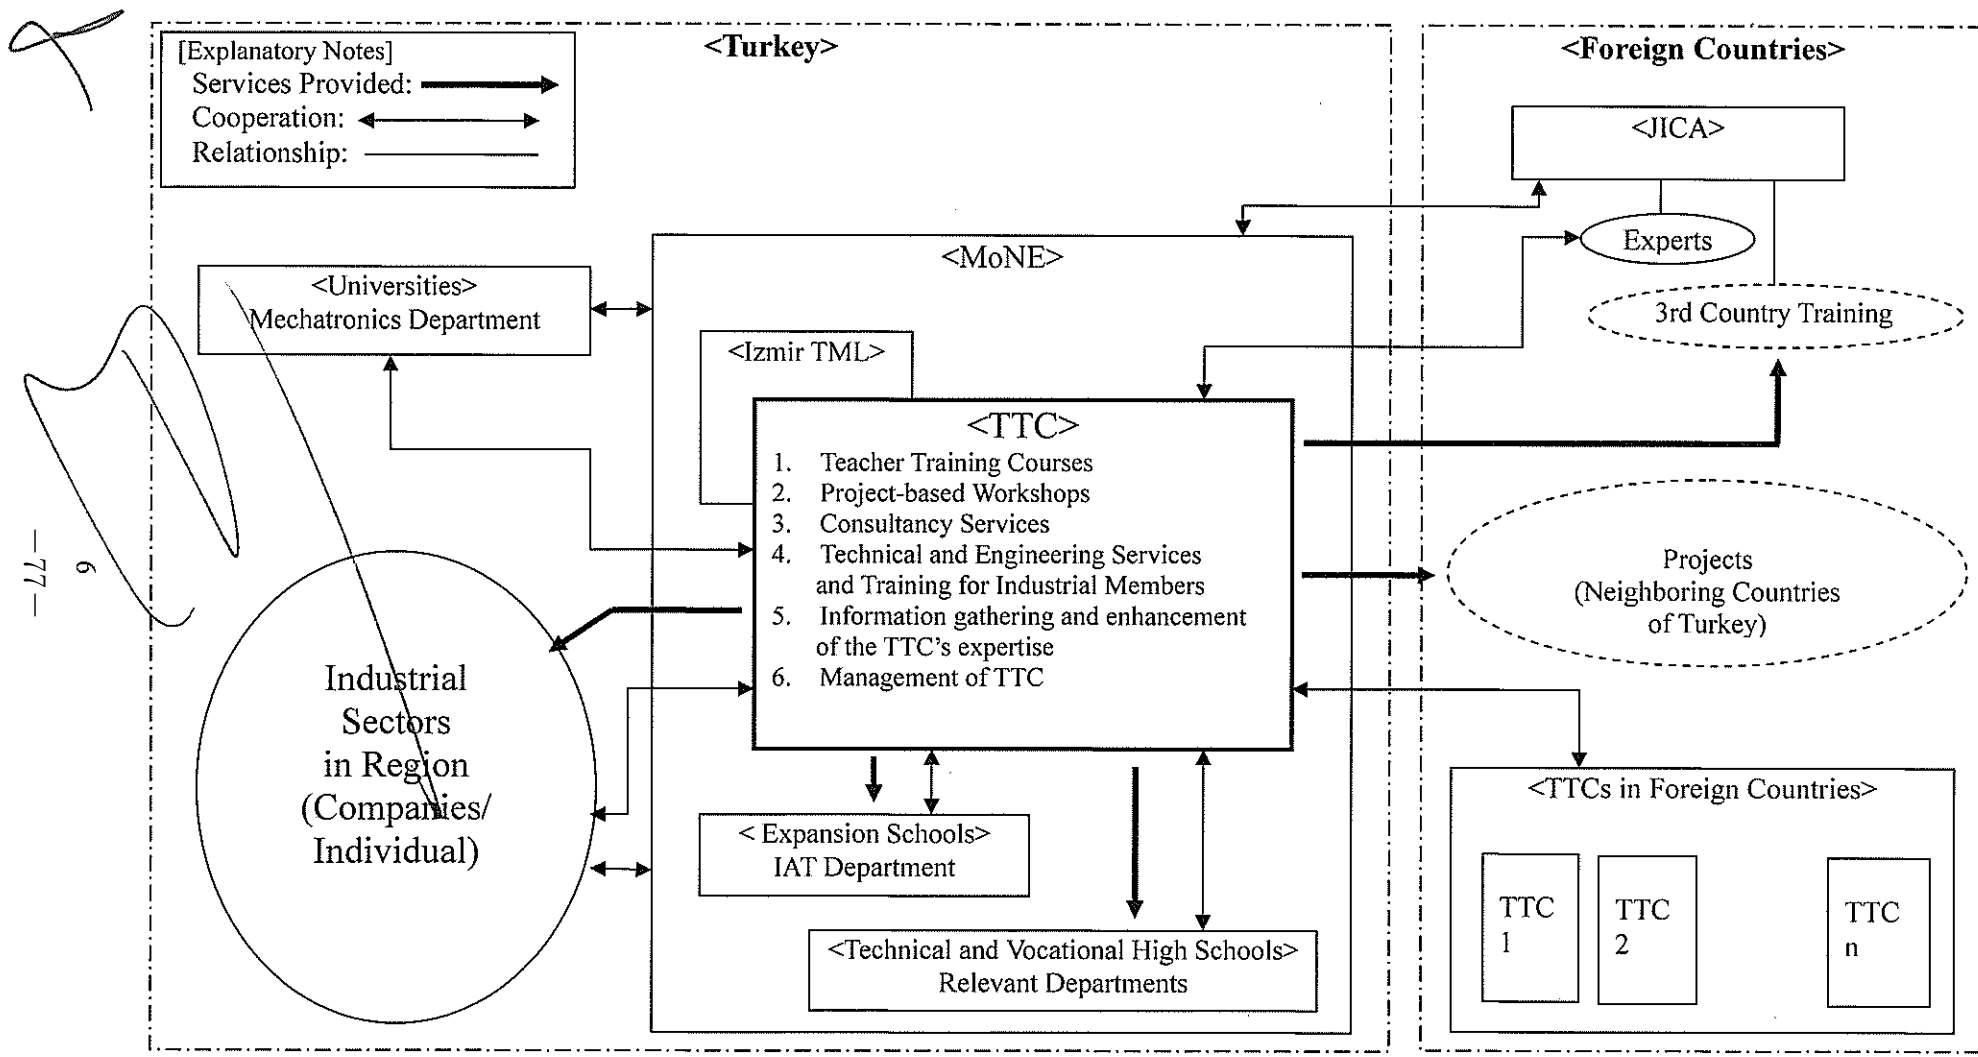 [Explanatory Notes]
Services Provided:
Cooperation:
Relationship:
<Turkey>
<Foreign Countries>
<JICA>
Experts
3rd Country Training
<MoNE>
<Universities>
Mechatronics Department
<Izmir TML>
<TTC>
1. Teacher Training Courses
2. Project-based Workshops
3. Consultancy Services
4. Technical and Engineering Services
and Training for Industrial Members
5. Information gathering and enhancement
of the TTC's expertise
6. Management of TTC
Projects
(Neighboring Countries
of Turkey)
Industrial
Sectors
in Region
(Companies/
Individual)
< Expansion Schools>
IAT Department
<Technical and Vocational High Schools>
Relevant Departments
<TTCs in Foreign Countries>
TTC
1
TTC
2
TTC
n
6
—77—